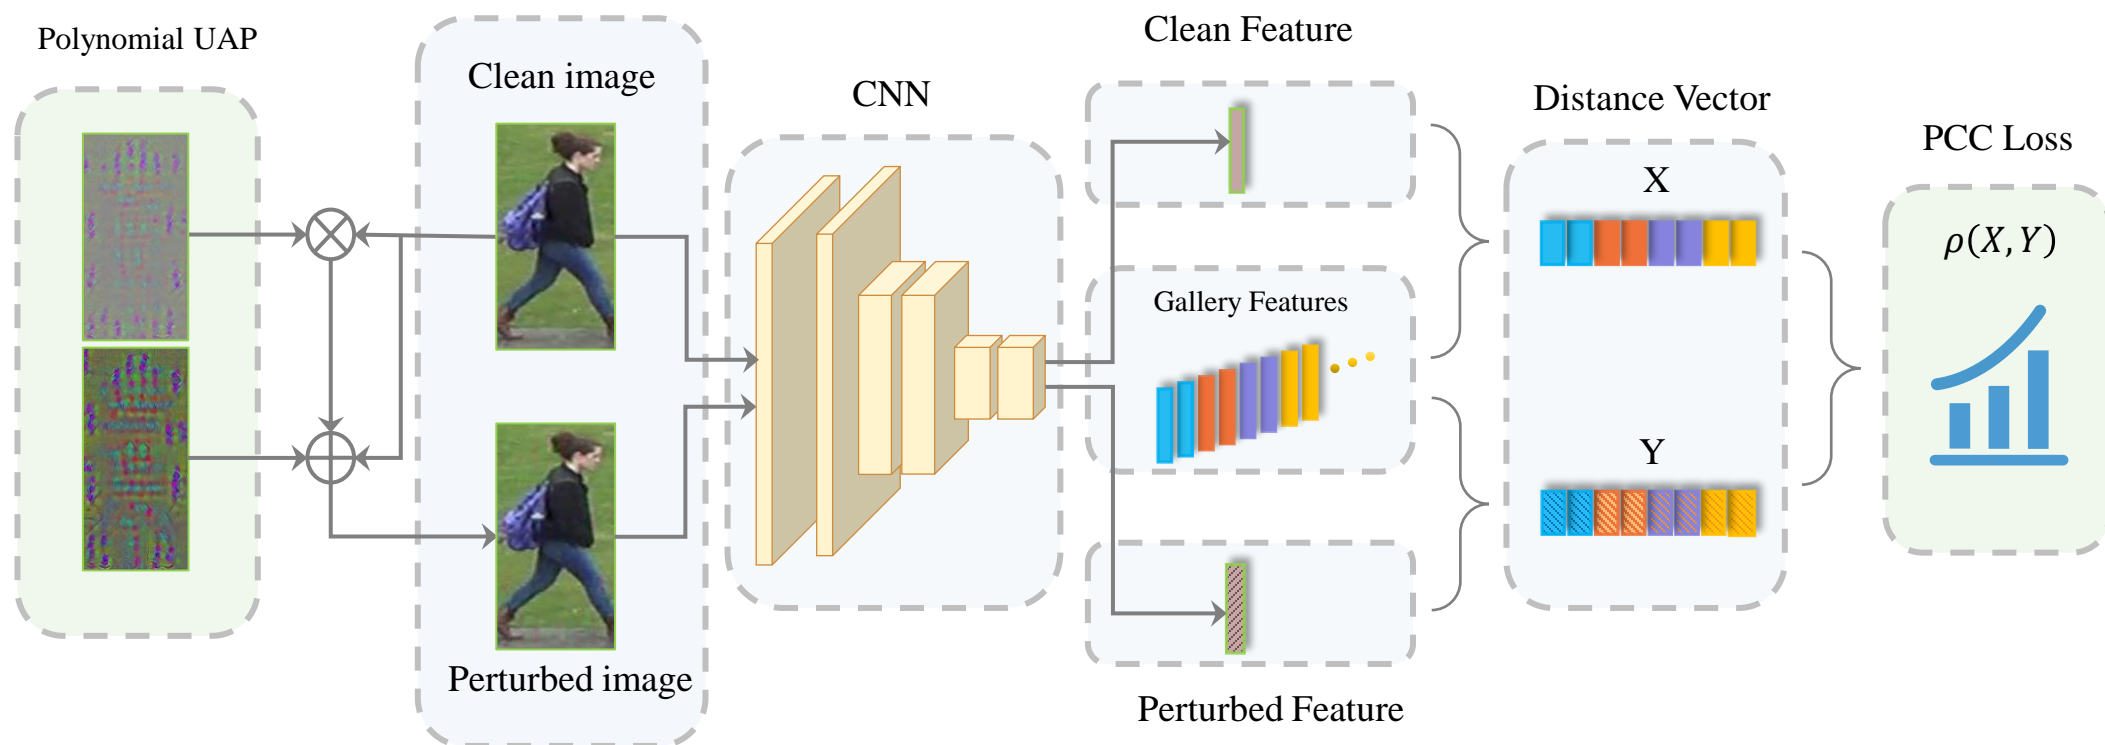 Polynomial UAP
Clean image
Perturbed image
CNN
Clean Feature
Gallery Features
Perturbed Feature
Distance Vector
X
Y
PCC Loss
ρ(X,Y)